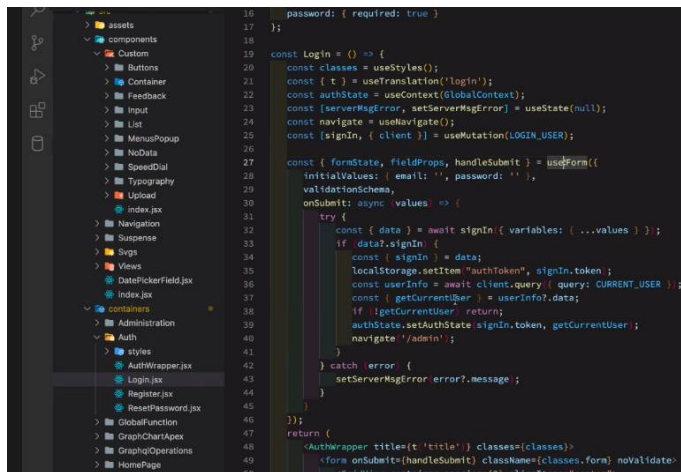 assets
components
Custom
Buttons
Container
Feedback
Input
List
MenusPopup
NoData
SpeedDial
Typography
Upload
index.jsx
Navigation
Suspense
Svgs
Views
DatePickerField.jsx
index.jsx
containers
Administration
Auth
styles
AuthWrapper.jsx
Login.jsx
Register.jsx
ResetPassword.jsx
GlobalFunction
GraphChartApex
GraphqlOperations
HomePage
16 password: { required: true }
17 };
18
19 const Login = () => {
20 const classes = useStyles();
21 const { t } = useTranslation('login');
22 const authState = useContext(GlobalContext);
23 const [serverMsgError, setServerMsgError] = useState(null);
24 const navigate = useNavigate();
25 const [signIn, { client }] = useMutation(LOGIN_USER);
26
27 const { formState, fieldProps, handleSubmit } = useForm({
28 initialValues: { email: '', password: '' },
29 validationSchema,
30 onSubmit: async (values) => {
31 try {
32 const { data } = await signIn({ variables: { ...values } });
33 if (data?.signIn) {
34 const { signIn } = data;
35 localStorage.setItem("authToken", signIn.token);
36 const userInfo = await client.query({ query: CURRENT_USER });
37 const { getCurrentUser } = userInfo?.data;
38 if (!getCurrentUser) return;
39 authState.setAuthState(signIn.token, getCurrentUser);
40 navigate('/admin');
41 }
42 } catch (error) {
43 setServerMsgError(error?.message);
44 }
45 }
46 });
47 return (
48 <AuthWrapper title={t('title')} classes={classes}>
49 <form onSubmit={handleSubmit} className={classes.form} noValidate>